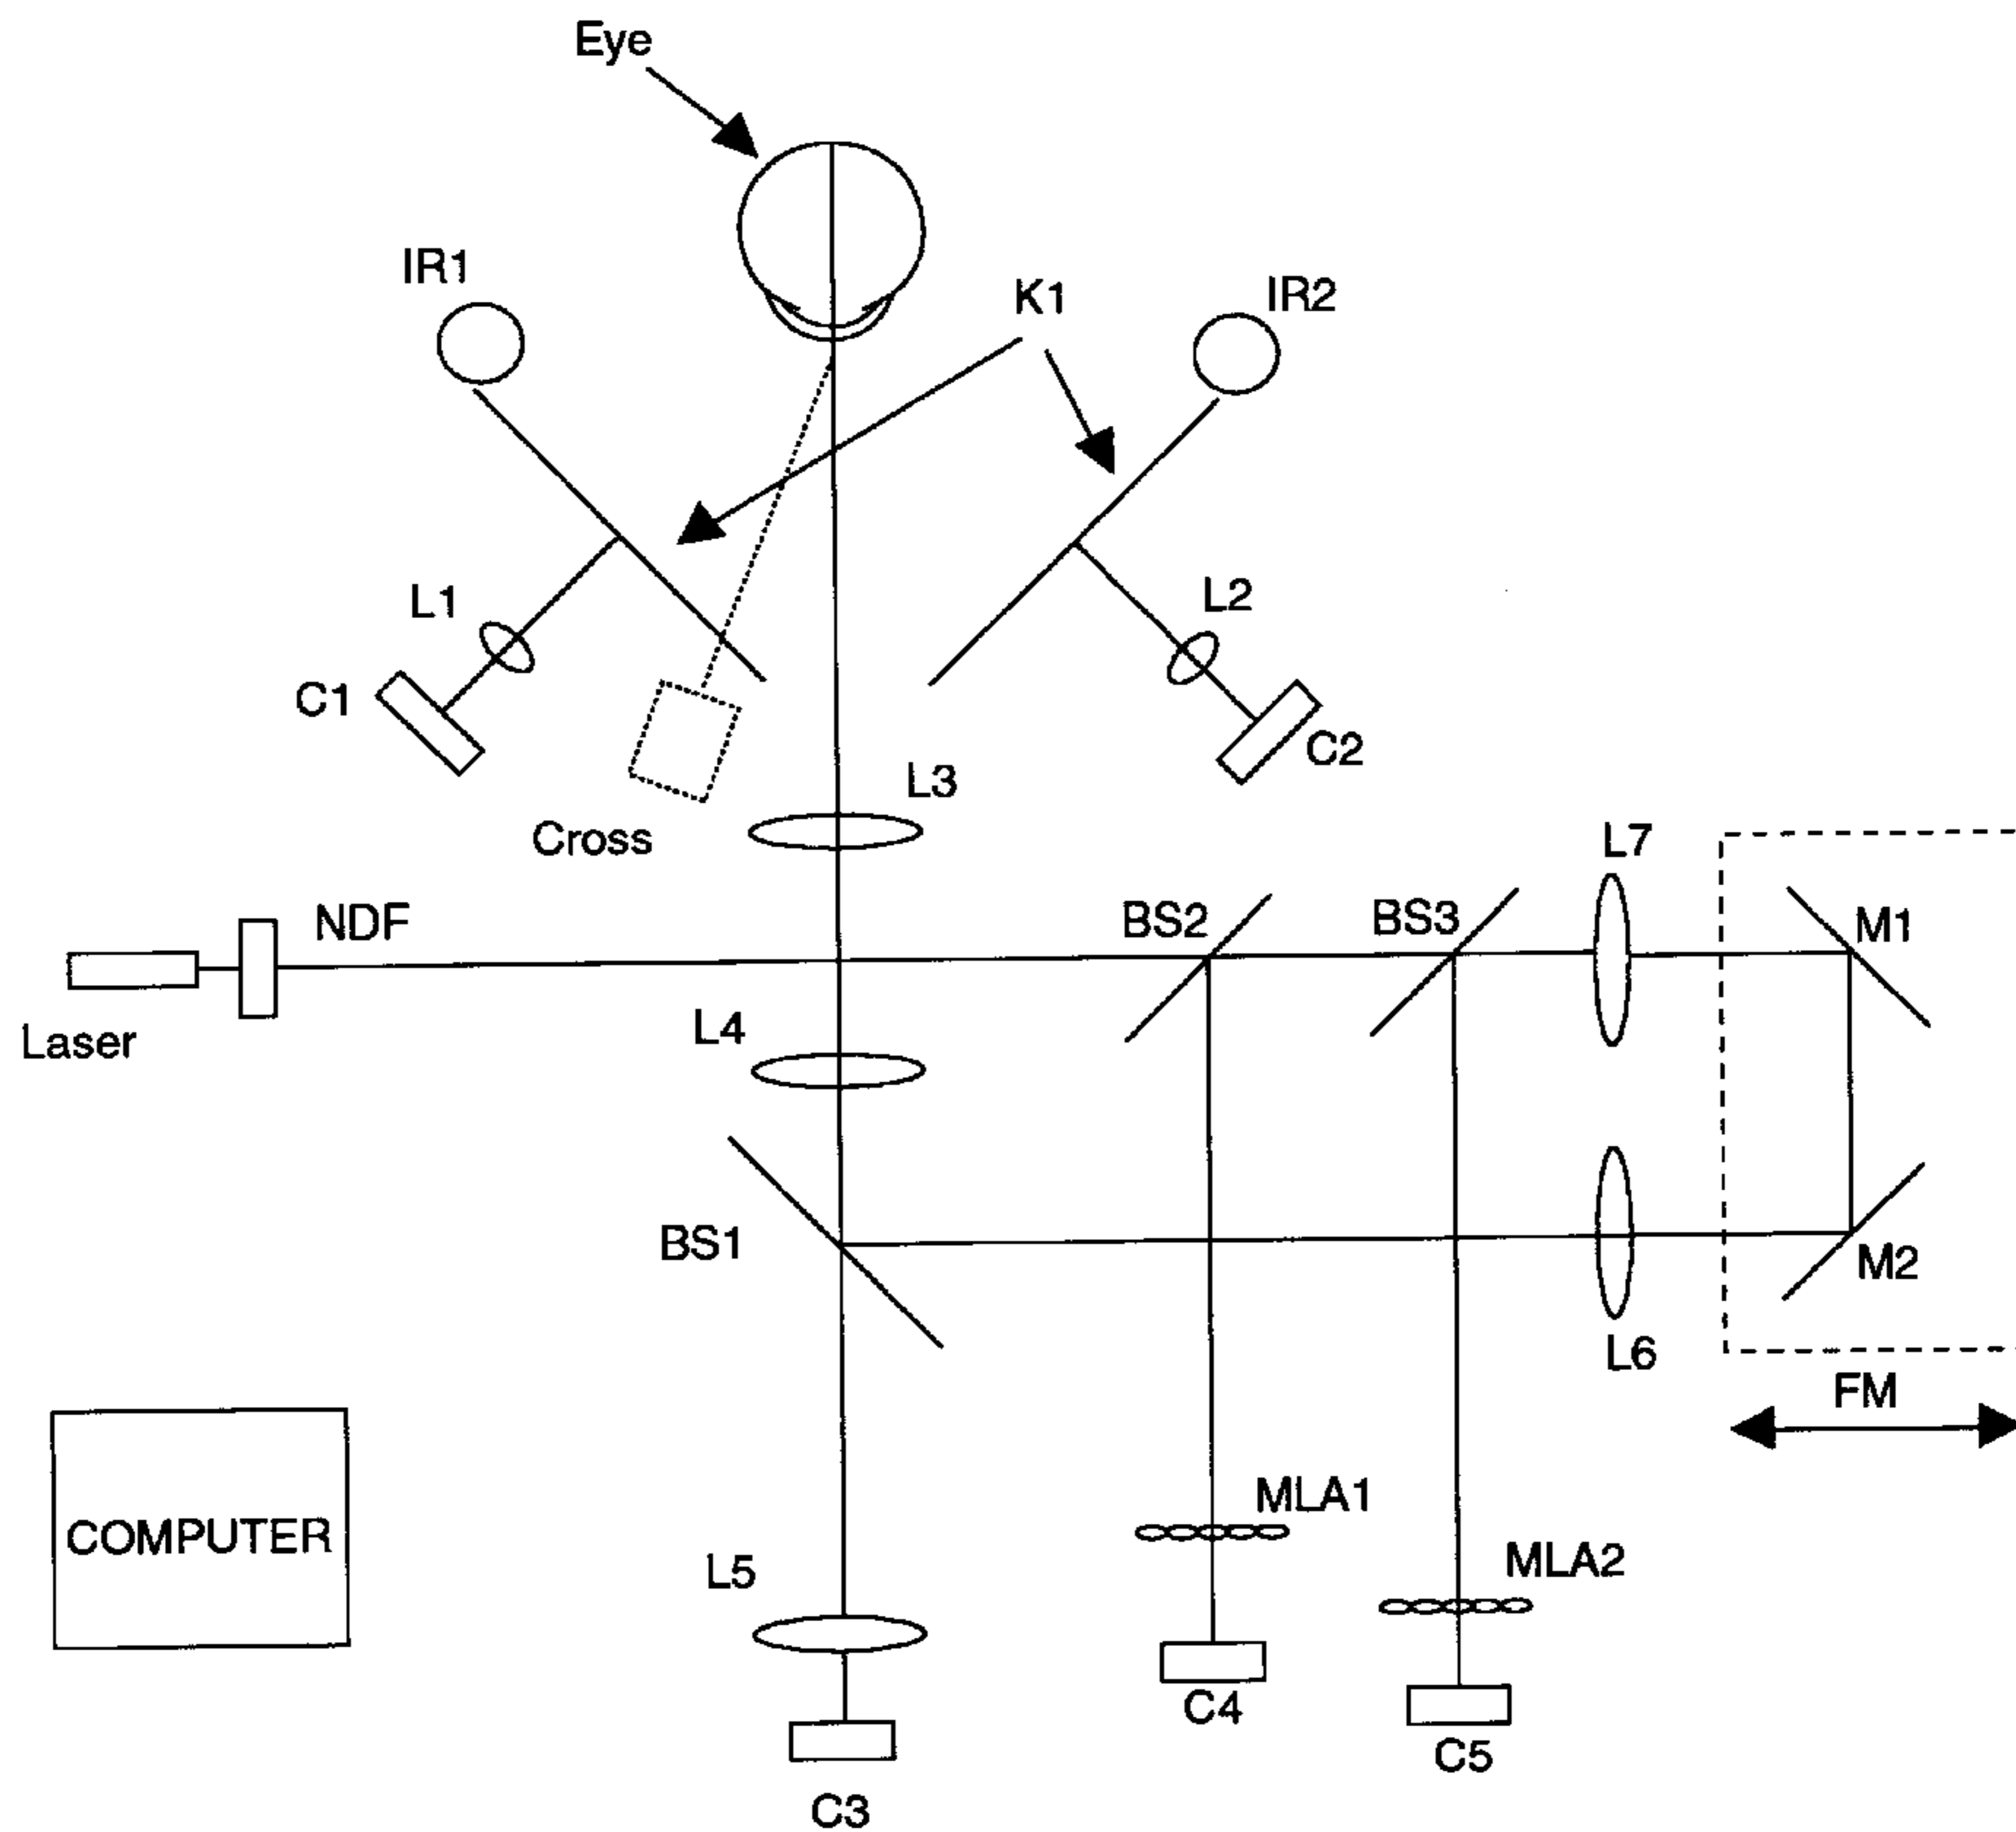 Eye
IR1
K1
IR2
L1
L2
C1
C2
L3
Cross
L7
NDF
BS2
BS3
M1
Laser
L4
BS1
M2
L6
FM
COMPUTER
MLA1
L5
MLA2
C4
C5
C3